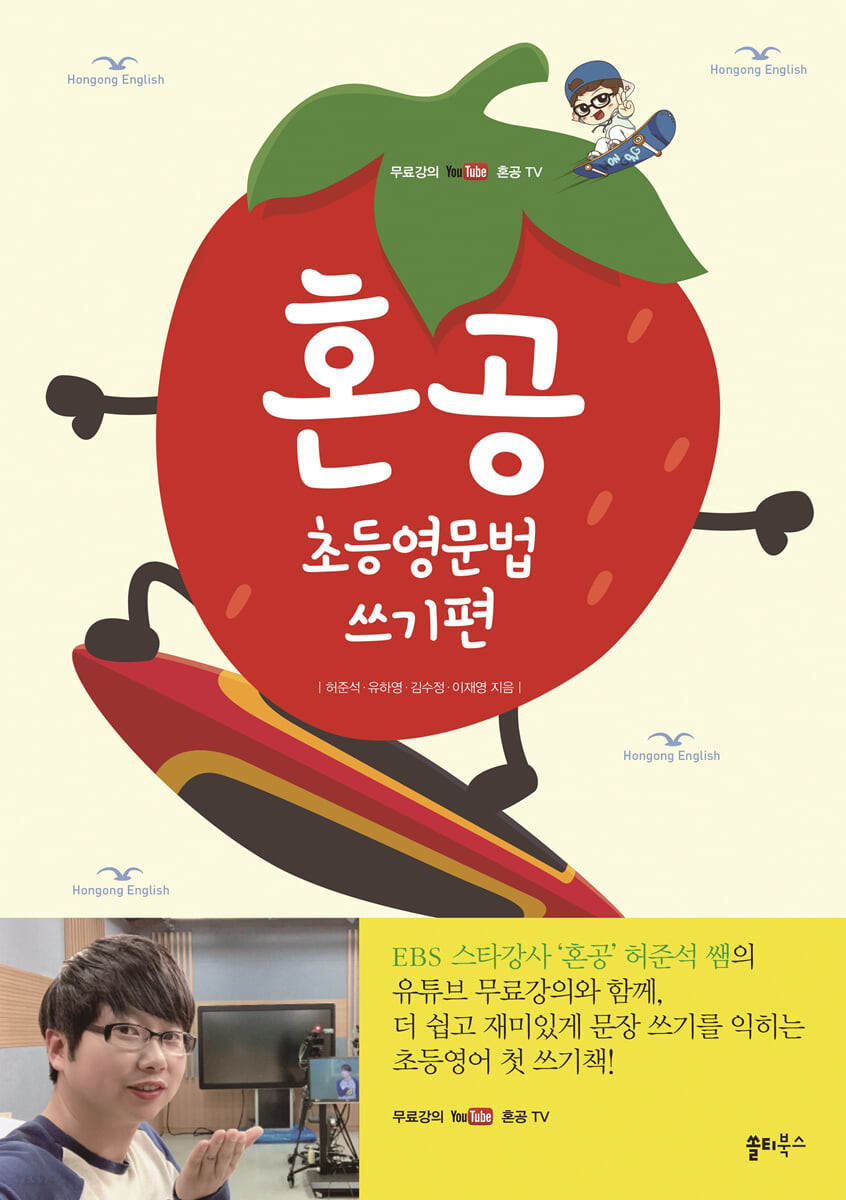 Hongong English
Hongong English
무료강의 YouTube 혼공 TV
혼공
초등영문법
쓰기편
| 허준석·유하영·김수정·이재영 지음 |
Hongong English
Hongong English
EBS 스타강사 ‘혼공’ 허준석 쌤의
유튜브 무료강의와 함께,
더 쉽고 재미있게 문장 쓰기를 익히는
초등영어 첫 쓰기책!
무료강의 YouTube 혼공 TV
쏠티북스
YES24